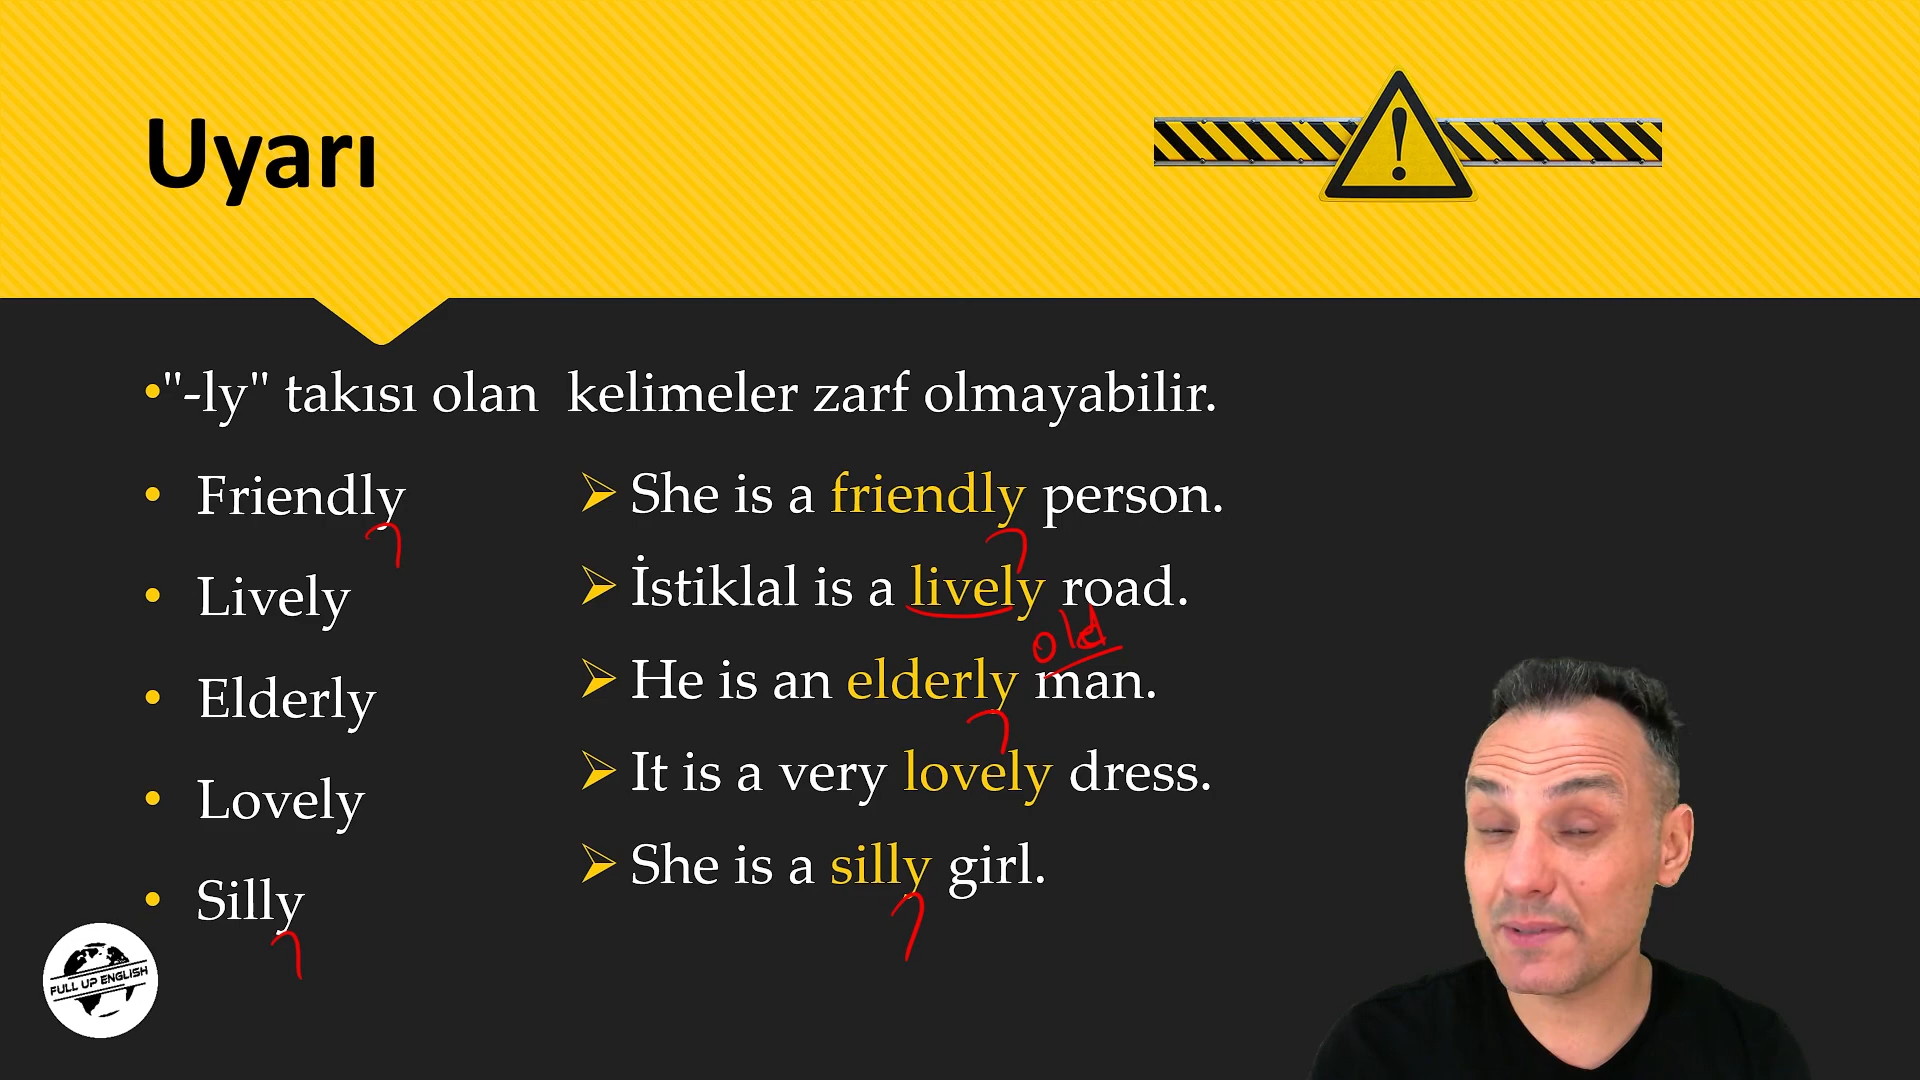 Uyarı
•"-ly" takısı olan kelimeler zarf olmayabilir.
• Friendly
• Lively
• Elderly
• Lovely
• Silly
➢ She is a friendly person.
➢ İstiklal is a lively road.
old
➢ He is an elderly man.
➢ It is a very lovely dress.
➢ She is a silly girl.
FULL UP ENGLISH